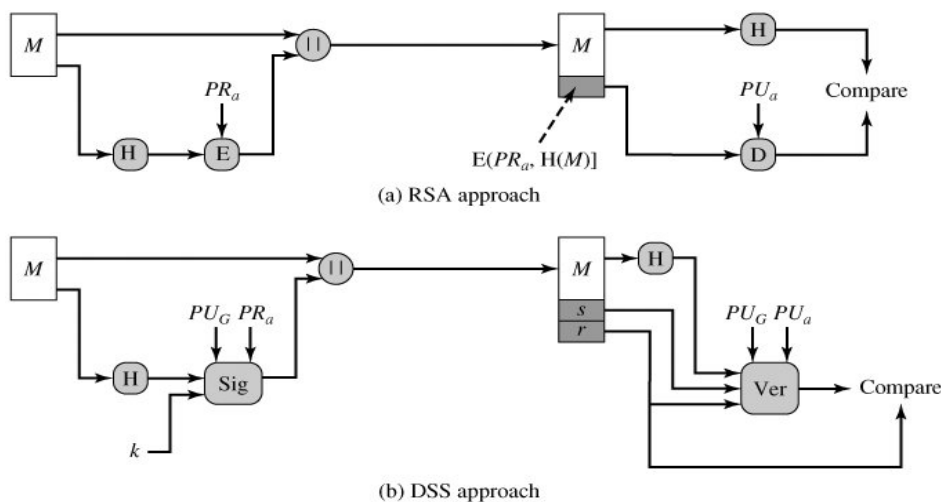 M
||
PR_a
H
E
M
H
PU_a
Compare
D
E(PR_a, H(M)]
(a) RSA approach
M
||
PU_G PR_a
H
Sig
k
M
H
s
r
PU_G PU_a
Ver
Compare
(b) DSS approach